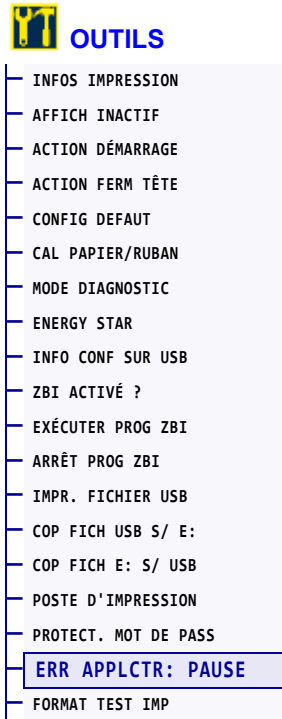 OUTILS
INFOS IMPRESSION
AFFICH INACTIF
ACTION DÉMARRAGE
ACTION FERM TÊTE
CONFIG DEFAUT
CAL PAPIER/RUBAN
MODE DIAGNOSTIC
ENERGY STAR
INFO CONF SUR USB
ZBI ACTIVÉ ?
EXÉCUTER PROG ZBI
ARRÊT PROG ZBI
IMPR. FICHIER USB
COP FICH USB S/ E:
COP FICH E: S/ USB
POSTE D'IMPRESSION
PROTECT. MOT DE PASS
ERR APPLCTR: PAUSE
FORMAT TEST IMP